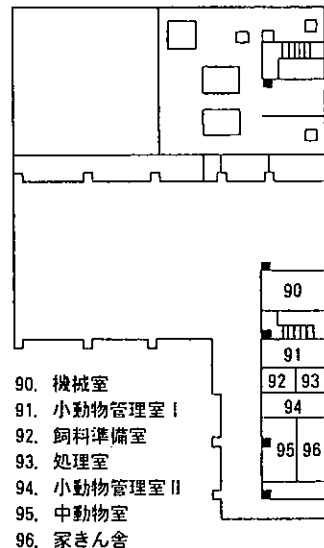 90
91
92 93
94
95 96
90. 機械室
91. 小動物管理室 I
92. 飼料準備室
93. 処理室
94. 小動物管理室 II
95. 中動物室
96. 家きん舎